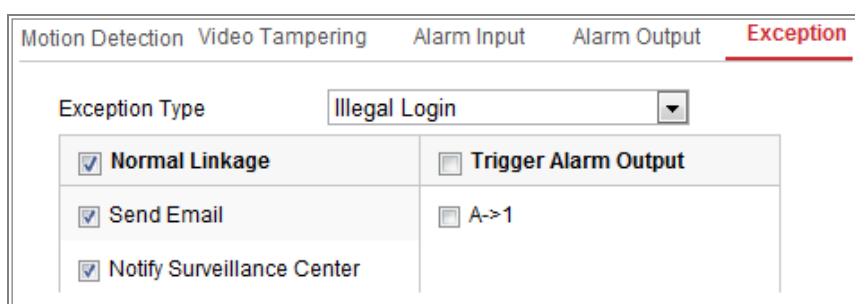 Motion Detection Video Tampering Alarm Input Alarm Output Exception
Exception Type Illegal Login
Normal Linkage Trigger Alarm Output
Send Email A->1
Notify Surveillance Center